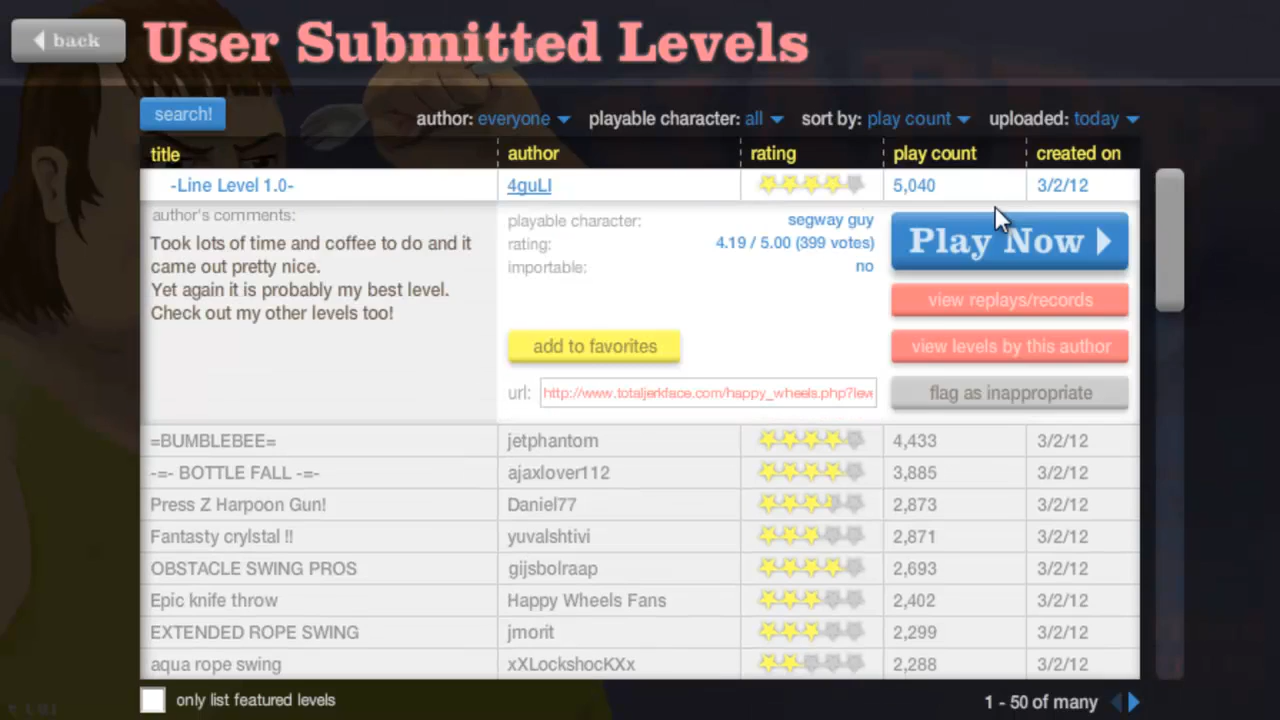 back
User Submitted Levels
search!
author: everyone playable character: all sort by: play count uploaded: today
title author rating play count created on
-Line Level 1.0- 4guLI 5,040 3/2/12
author's comments:
Took lots of time and coffee to do and it
came out pretty nice.
Yet again it is probably my best level.
Check out my other levels too!
playable character: segway guy
rating: 4.19 / 5.00 (399 votes)
importable: no
add to favorites
url: http://www.totaljerkface.com/happy_wheels.php?leve
Play Now
view replays/records
view levels by this author
flag as inappropriate
=BUMBLEBEE= jetphantom 4,433 3/2/12
-=- BOTTLE FALL -=- ajaxlover112 3,885 3/2/12
Press Z Harpoon Gun! Daniel77 2,873 3/2/12
Fantasty crylstal !! yuvalshtivi 2,871 3/2/12
OBSTACLE SWING PROS gijsbolraap 2,693 3/2/12
Epic knife throw Happy Wheels Fans 2,402 3/2/12
EXTENDED ROPE SWING jmorit 2,299 3/2/12
aqua rope swing xXLockshocKXx 2,288 3/2/12
only list featured levels
1 - 50 of many